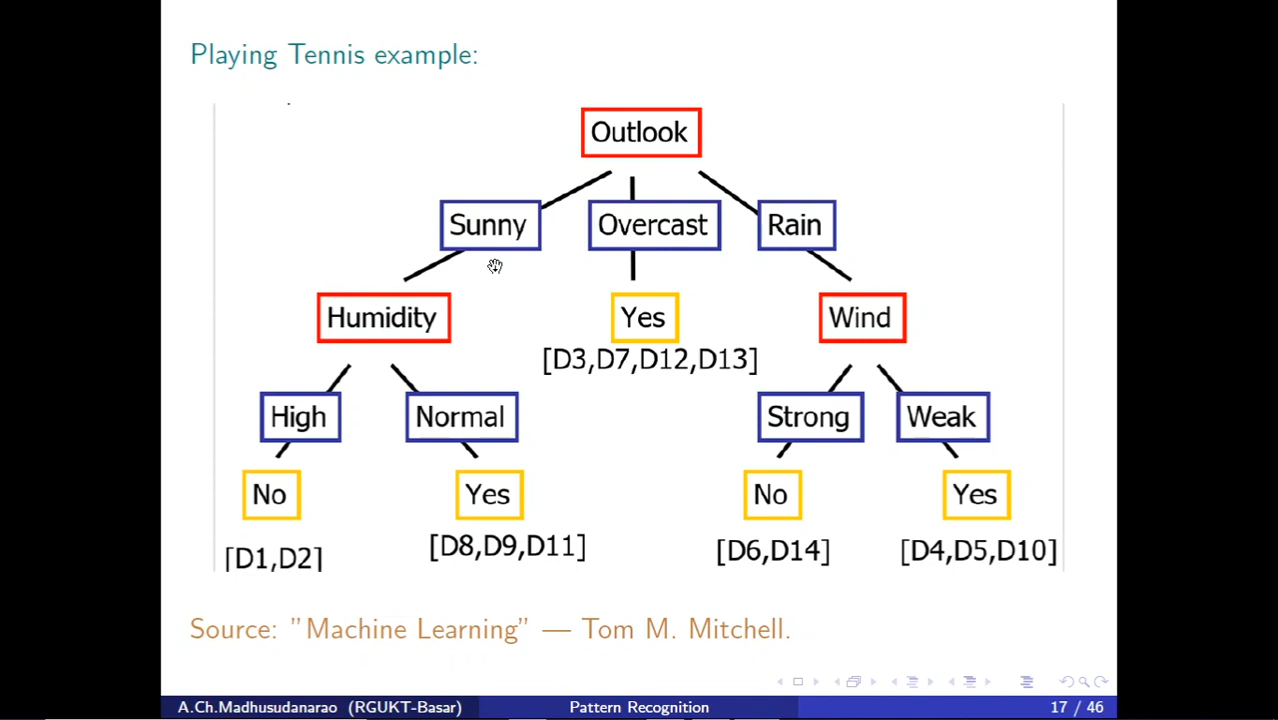 Playing Tennis example:
Outlook
Sunny Overcast Rain
Humidity Yes Wind
[D3,D7,D12,D13]
High Normal Strong Weak
No Yes No Yes
[D1,D2] [D8,D9,D11] [D6,D14] [D4,D5,D10]
Source: "Machine Learning" — Tom M. Mitchell.
A.Ch.Madhusudanarao (RGUKT-Basar) Pattern Recognition 17 / 46